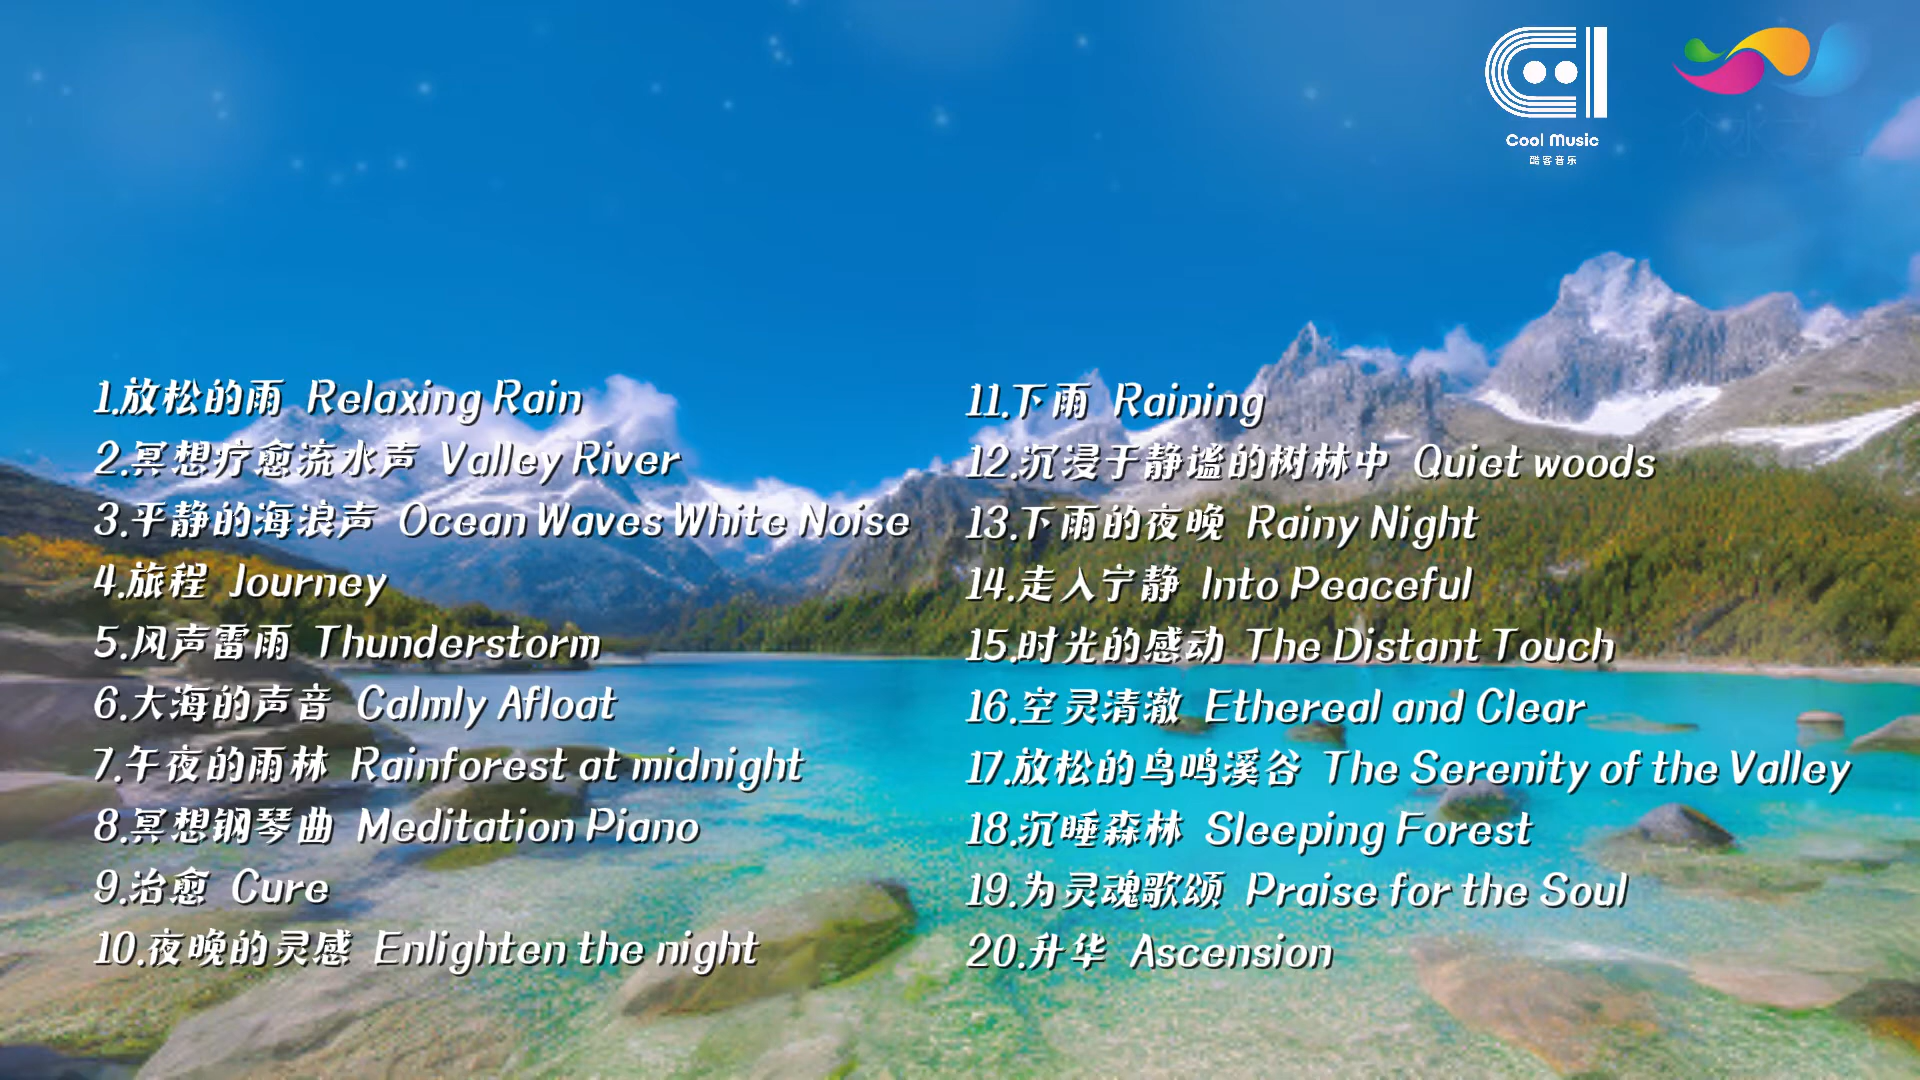 Cool Music
酷客音乐
1.放松的雨 Relaxing Rain
2.冥想疗愈流水声 Valley River
3.平静的海浪声 Ocean Waves White Noise
4.旅程 Journey
5.风声雷雨 Thunderstorm
6.大海的声音 Calmly Afloat
7.午夜的雨林 Rainforest at midnight
8.冥想钢琴曲 Meditation Piano
9.治愈 Cure
10.夜晚的灵感 Enlighten the night
11.下雨 Raining
12.沉浸于静谧的树林中 Quiet woods
13.下雨的夜晚 Rainy Night
14.走入宁静 Into Peaceful
15.时光的感动 The Distant Touch
16.空灵清澈 Ethereal and Clear
17.放松的鸟鸣溪谷 The Serenity of the Valley
18.沉睡森林 Sleeping Forest
19.为灵魂歌颂 Praise for the Soul
20.升华 Ascension